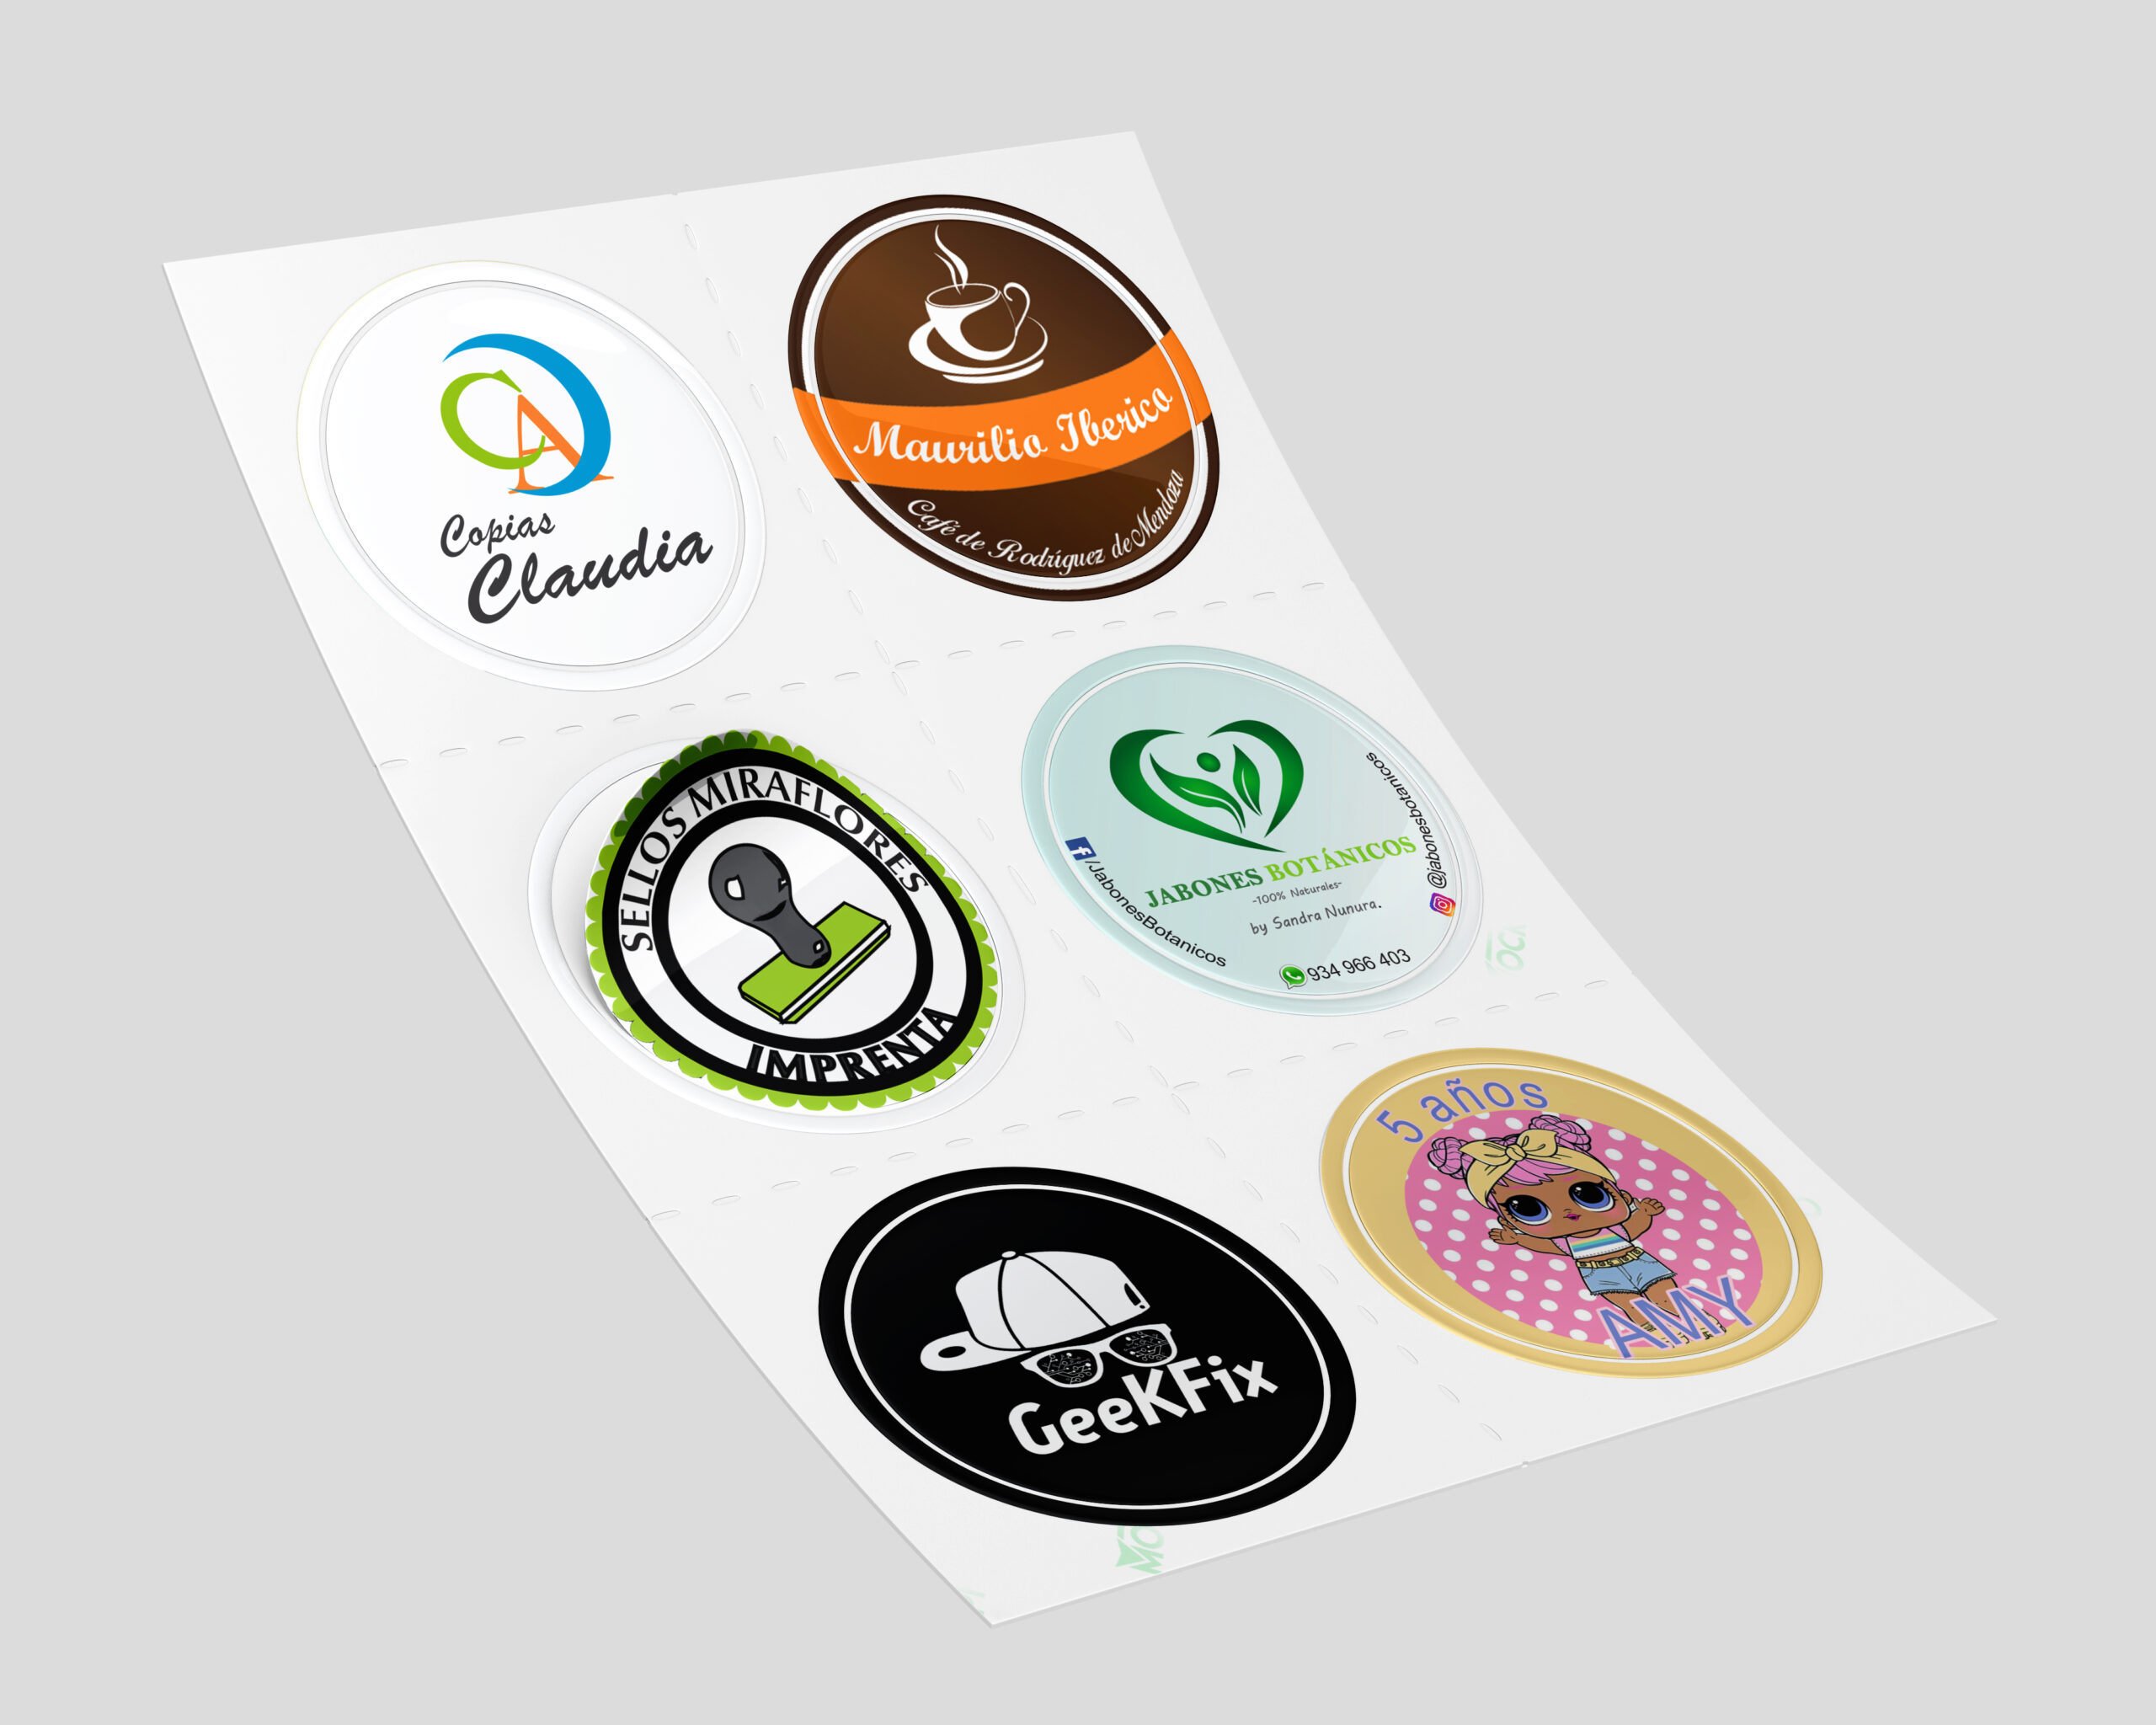 CA
Copias
Claudia
Maurilio Iberico
Café de Rodríguez de Mendoza
SELLOS MIRAFLORES
IMPRENTA
JABONES BOTÁNICOS
-100% Naturales-
by Sandra Nunura.
/JabonesBotanicos
934 966 403
@jabonesbotanicos
GeeKFix
5 años
AMY